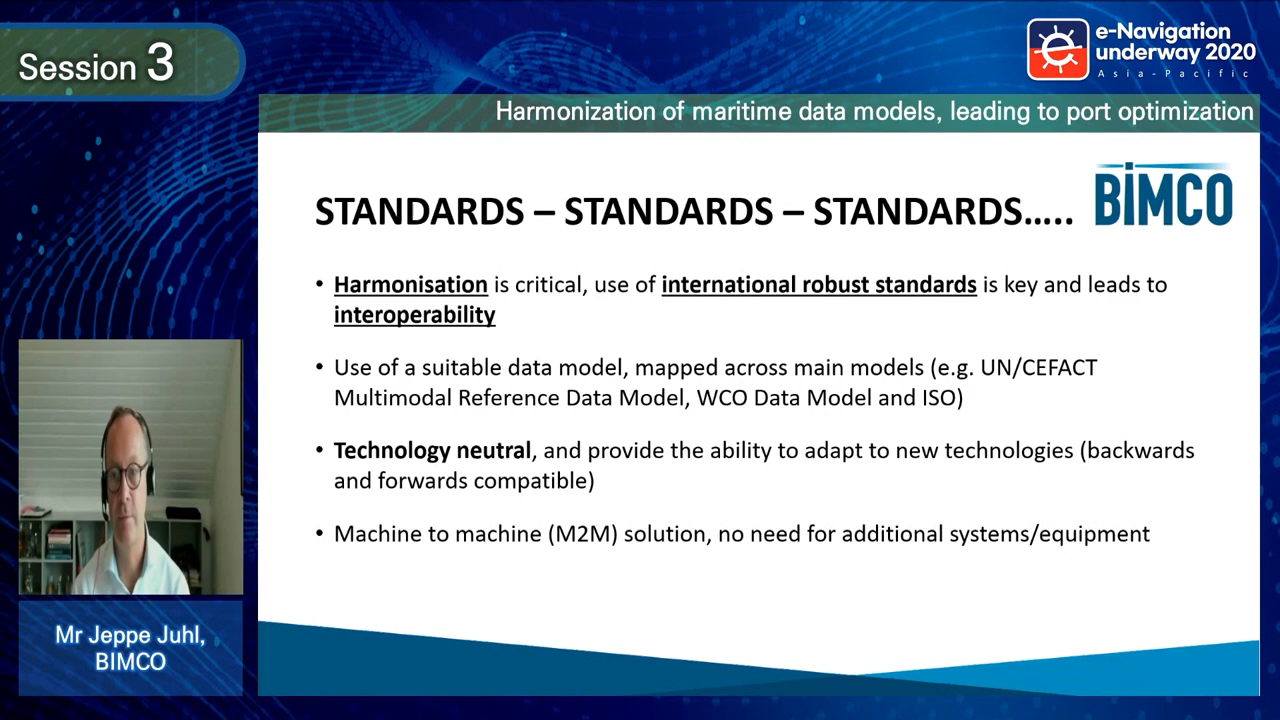 Session 3
e-Navigation
underway 2020
Asia-Pacific
Harmonization of maritime data models, leading to port optimization
BIMCO
STANDARDS – STANDARDS – STANDARDS…..
• Harmonisation is critical, use of international robust standards is key and leads to
interoperability
• Use of a suitable data model, mapped across main models (e.g. UN/CEFACT
Multimodal Reference Data Model, WCO Data Model and ISO)
• Technology neutral, and provide the ability to adapt to new technologies (backwards
and forwards compatible)
• Machine to machine (M2M) solution, no need for additional systems/equipment
Mr Jeppe Juhl,
BIMCO